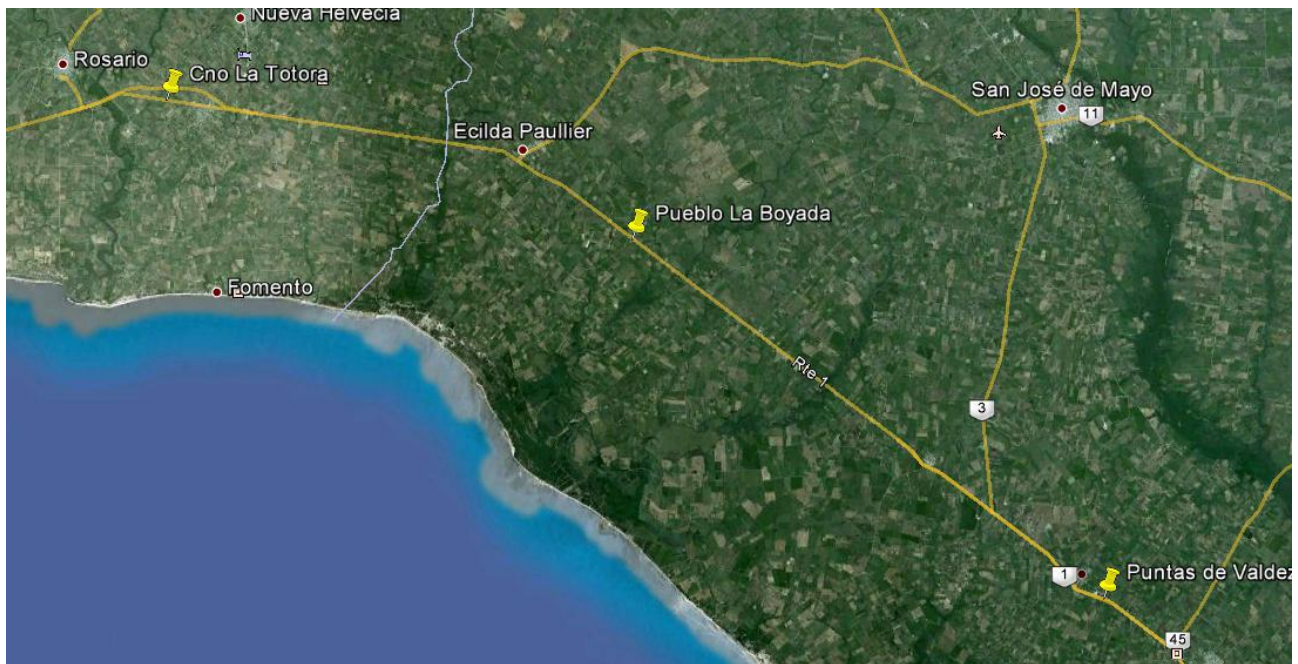 Nueva Helvecia
Rosario
Cno La Totora
San José de Mayo
11
Ecilda Paullier
Pueblo La Boyada
Fomento
Rte 1
3
1
Puntas de Valdez
45